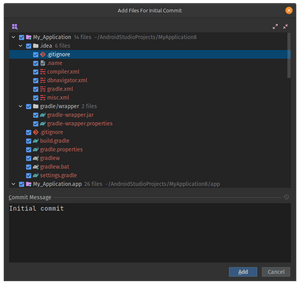 Add Files For Initial Commit
My_Application 14 files ~/AndroidStudioProjects/MyApplication6
.idea 6 files
.gitignore
.name
compiler.xml
dbnavigator.xml
gradle.xml
misc.xml
gradle/wrapper 2 files
gradle-wrapper.jar
gradle-wrapper.properties
.gitignore
build.gradle
gradle.properties
gradlew
gradlew.bat
settings.gradle
My_Application.app 26 files ~/AndroidStudioProjects/MyApplication6/app
Commit Message
Initial commit
Add
Cancel